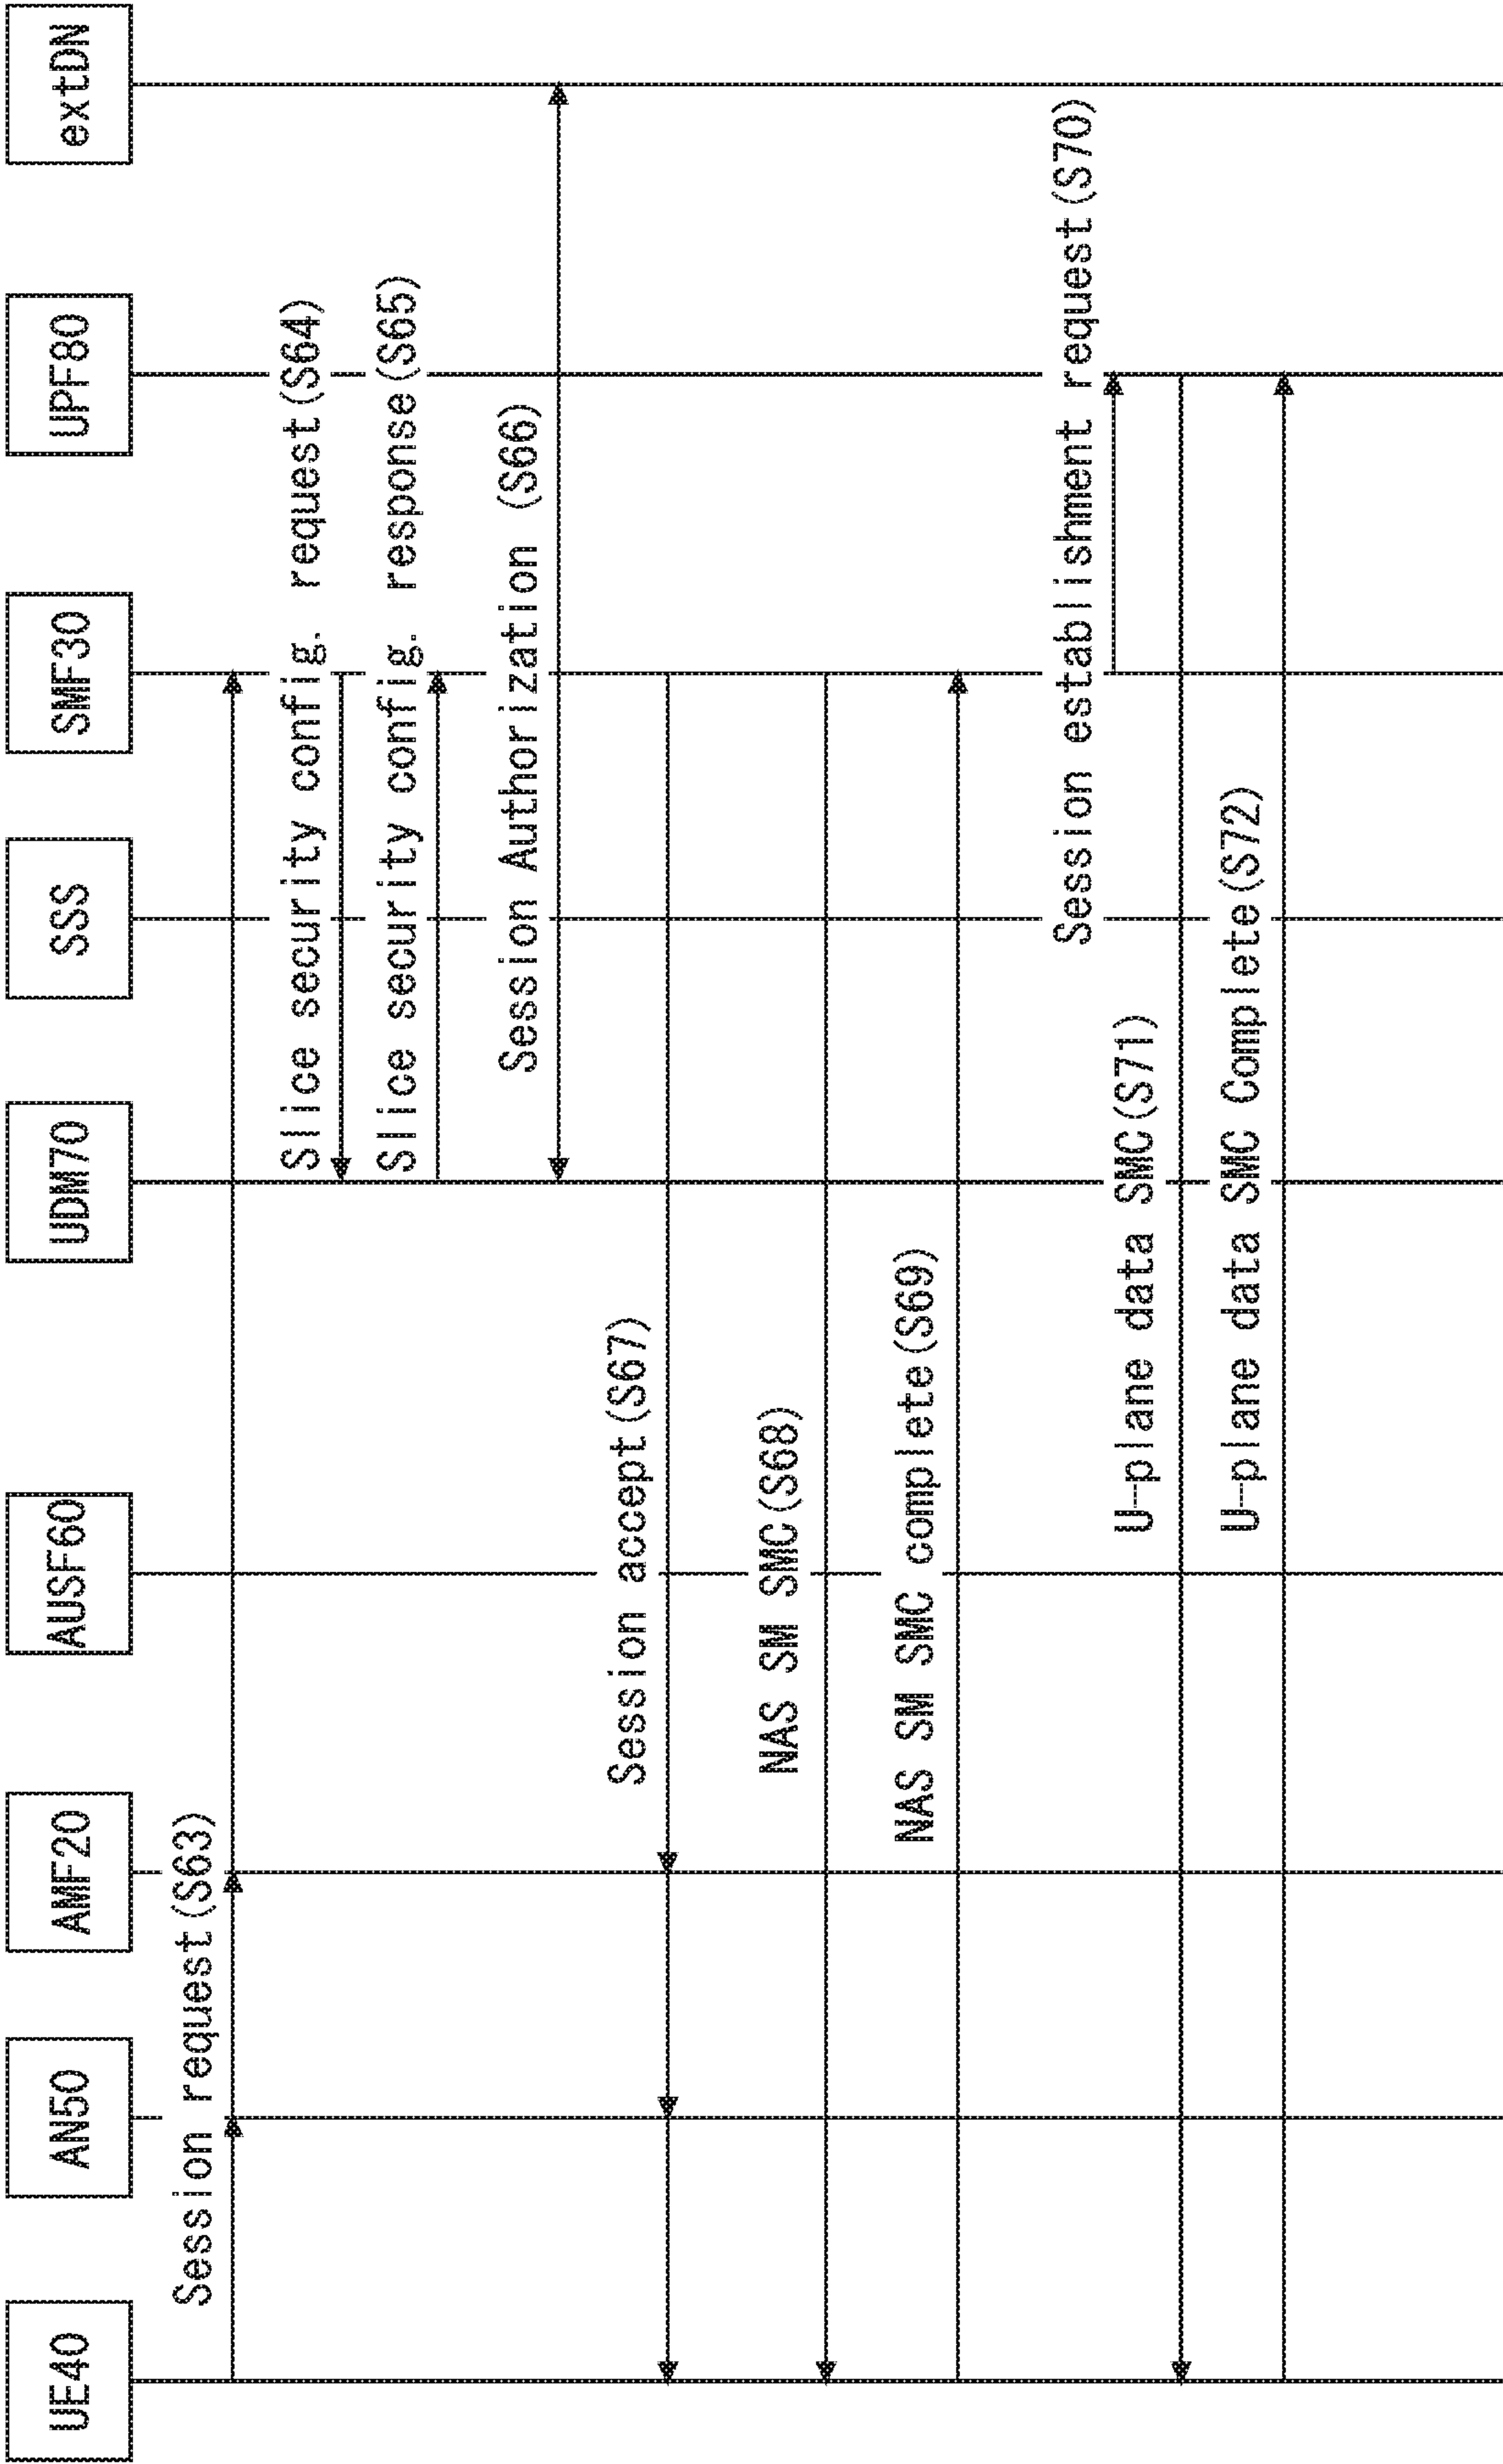 UE40
AN50
AMF20
AUSF60
UDM70
SSS
SMF30
UPF80
extDN
Session request(S63)
Slice security config. request(S64)
Slice security config. response(S65)
Session Authorization (S66)
Session accept(S67)
NAS SM SMC(S68)
NAS SM SMC complete(S69)
Session establishment request(S70)
U-plane data SMC(S71)
U-plane data SMC Complete(S72)